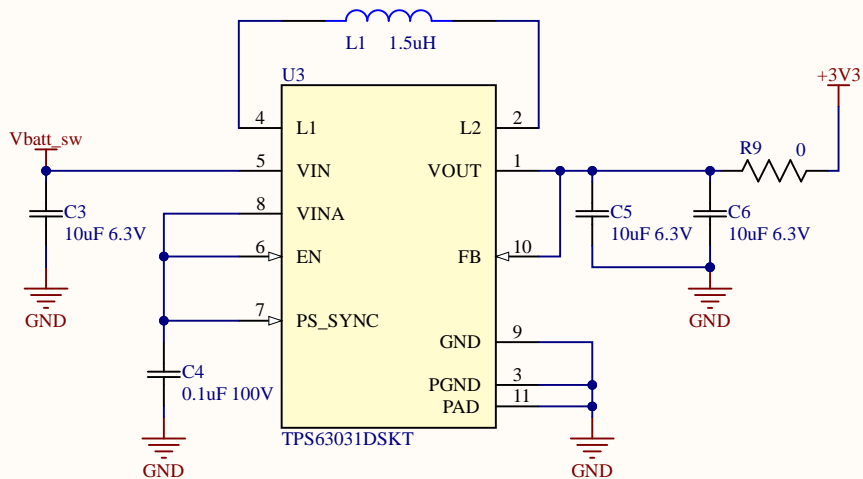 L1 1.5uH
U3
+3V3
4 L1 L2 2
Vbatt_sw
5 VIN VOUT 1
R9 0
8 VINA
C3
10uF 6.3V
C5
10uF 6.3V
C6
10uF 6.3V
6 EN FB 10
GND
GND
7 PS_SYNC
GND 9
C4
0.1uF 100V
PGND 3
PAD 11
TPS63031DSKT
GND
GND